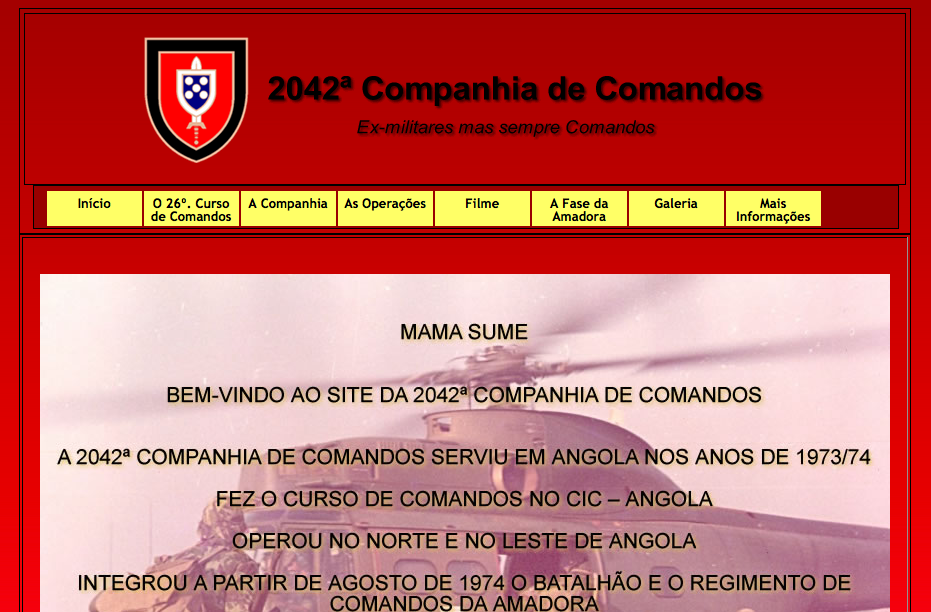 2042ª Companhia de Comandos
Ex-militares mas sempre Comandos
Início
O 26º. Curso
de Comandos
A Companhia
As Operações
Filme
A Fase da
Amadora
Galeria
Mais
Informações
MAMA SUME
BEM-VINDO AO SITE DA 2042ª COMPANHIA DE COMANDOS
A 2042ª COMPANHIA DE COMANDOS SERVIU EM ANGOLA NOS ANOS DE 1973/74
FEZ O CURSO DE COMANDOS NO CIC – ANGOLA
OPEROU NO NORTE E NO LESTE DE ANGOLA
INTEGROU A PARTIR DE AGOSTO DE 1974 O BATALHÃO E O REGIMENTO DE
COMANDOS DA AMADORA